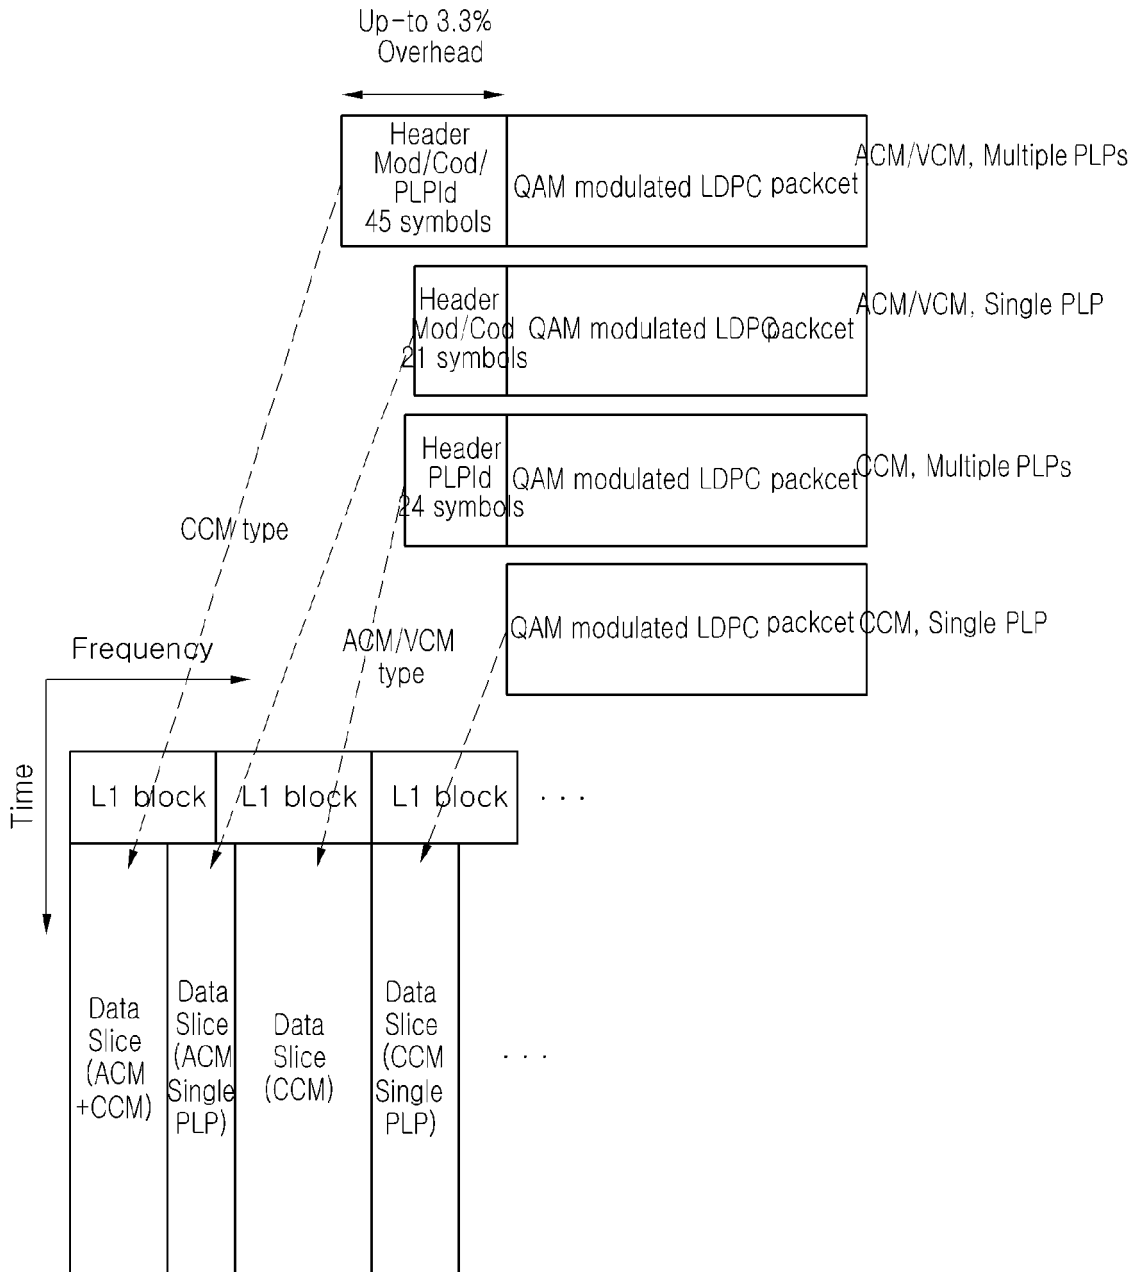 Up-to 3.3%
Overhead
Header
Mod/Cod/
PLPId
45 symbols
QAM modulated LDPC packcet
ACM/VCM, Multiple PLPs
Header
Mod/Cod
21 symbols
QAM modulated LDPC packcet
ACM/VCM, Single PLP
Header
PLPId
24 symbols
QAM modulated LDPC packcet
CCM, Multiple PLPs
CCM type
QAM modulated LDPC packcet
CCM, Single PLP
ACM/VCM
type
Frequency
Time
L1 block
L1 block
L1 block
. . .
Data
Slice
(ACM
+CCM)
Data
Slice
(ACM
Single
PLP)
Data
Slice
(CCM)
Data
Slice
(CCM
Single
PLP)
. . .